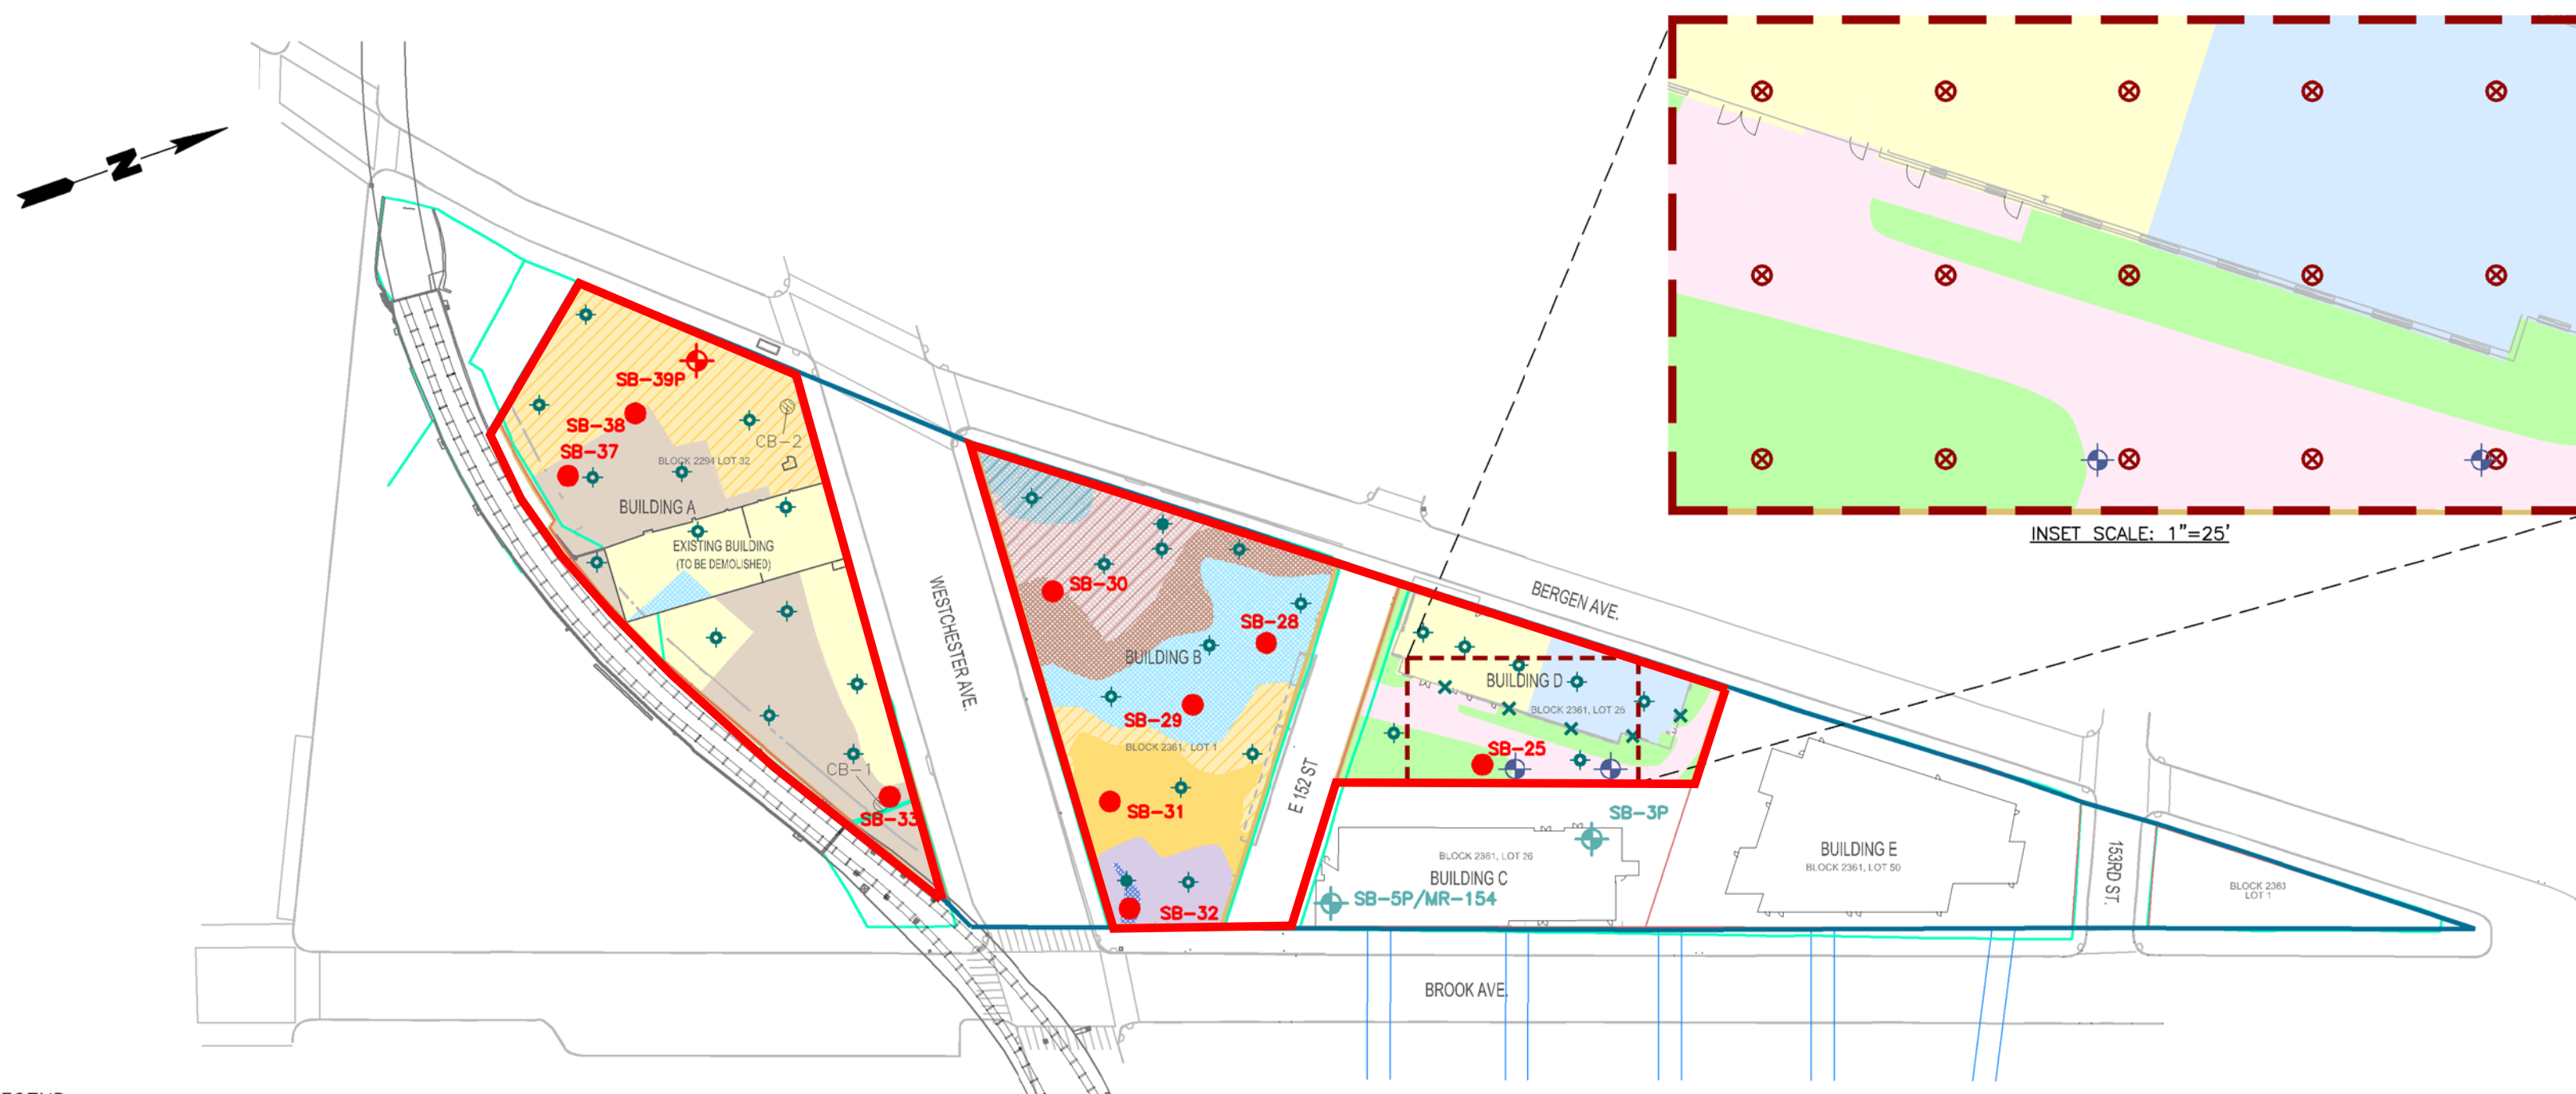 N
INSET SCALE: 1"=25'
SB-39P
SB-38
CB-2
SB-37
BLOCK 2294 LOT 32
BUILDING A
EXISTING BUILDING
(TO BE DEMOLISHED)
CB-1
SB-33
WESTCHESTER AVE.
SB-30
SB-28
BUILDING B
SB-29
BLOCK 2361, LOT 1
SB-31
SB-32
E 152 ST
BERGEN AVE.
BUILDING D
BLOCK 2361, LOT 26
SB-25
SB-3P
BLOCK 2361, LOT 26
BUILDING C
SB-5P/MR-154
BUILDING E
BLOCK 2361, LOT 50
153RD ST.
BLOCK 2363
LOT 1
BROOK AVE.